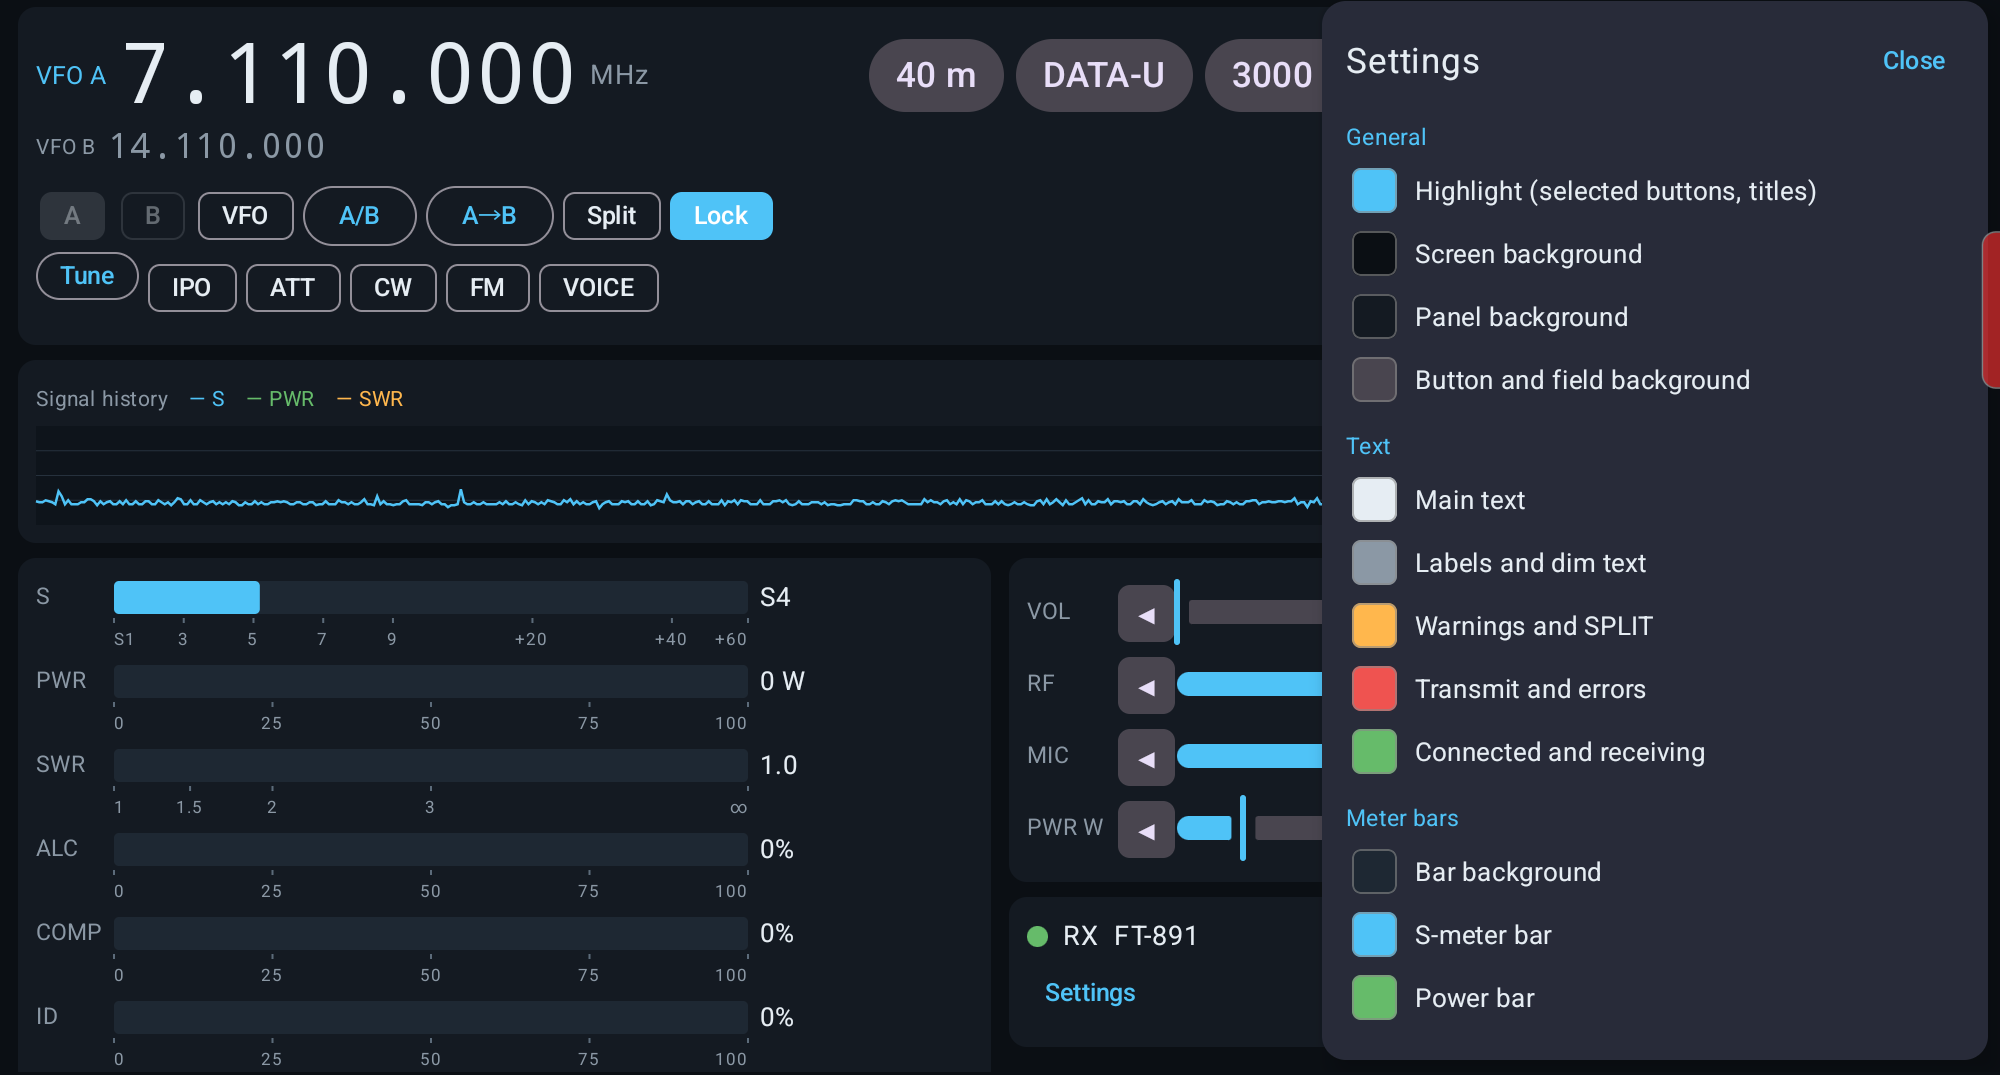 VFO A 7.110.000 MHz
40 m DATA-U 3000
VFO B 14.110.000
A B VFO A/B A→B Split Lock
Tune IPO ATT CW FM VOICE
Signal history — S — PWR — SWR
S S4
S1 3 5 7 9 +20 +40 +60
PWR 0 W
0 25 50 75 100
SWR 1.0
1 1.5 2 3 ∞
ALC 0%
0 25 50 75 100
COMP 0%
0 25 50 75 100
ID 0%
0 25 50 75 100
VOL ◀
RF ◀
MIC ◀
PWR W ◀
RX FT-891
Settings
Settings Close
General
Highlight (selected buttons, titles)
Screen background
Panel background
Button and field background
Text
Main text
Labels and dim text
Warnings and SPLIT
Transmit and errors
Connected and receiving
Meter bars
Bar background
S-meter bar
Power bar